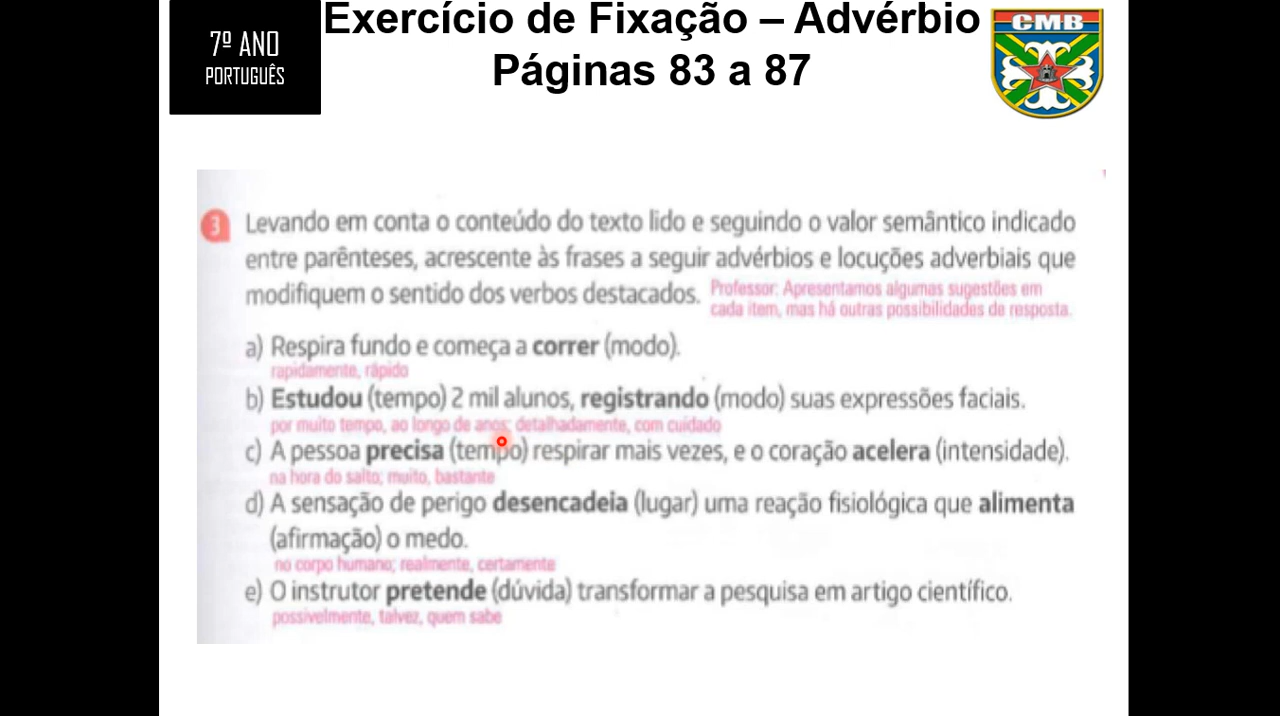 7º ANO
PORTUGUÊS
Exercício de Fixação – Advérbio
Páginas 83 a 87
CMB
3
Levando em conta o conteúdo do texto lido e seguindo o valor semântico indicado
entre parênteses, acrescente às frases a seguir advérbios e locuções adverbiais que
modifiquem o sentido dos verbos destacados.
Professor: Apresentamos algumas sugestões em
cada item, mas há outras possibilidades de resposta.
a) Respira fundo e começa a correr (modo).
rapidamente, rápido
b) Estudou (tempo) 2 mil alunos, registrando (modo) suas expressões faciais.
por muito tempo, ao longo de anos; detalhadamente, com cuidado
c) A pessoa precisa (tempo) respirar mais vezes, e o coração acelera (intensidade).
na hora do salto; muito, bastante
d) A sensação de perigo desencadeia (lugar) uma reação fisiológica que alimenta
(afirmação) o medo.
no corpo humano; realmente, certamente
e) O instrutor pretende (dúvida) transformar a pesquisa em artigo científico.
possivelmente, talvez, quem sabe